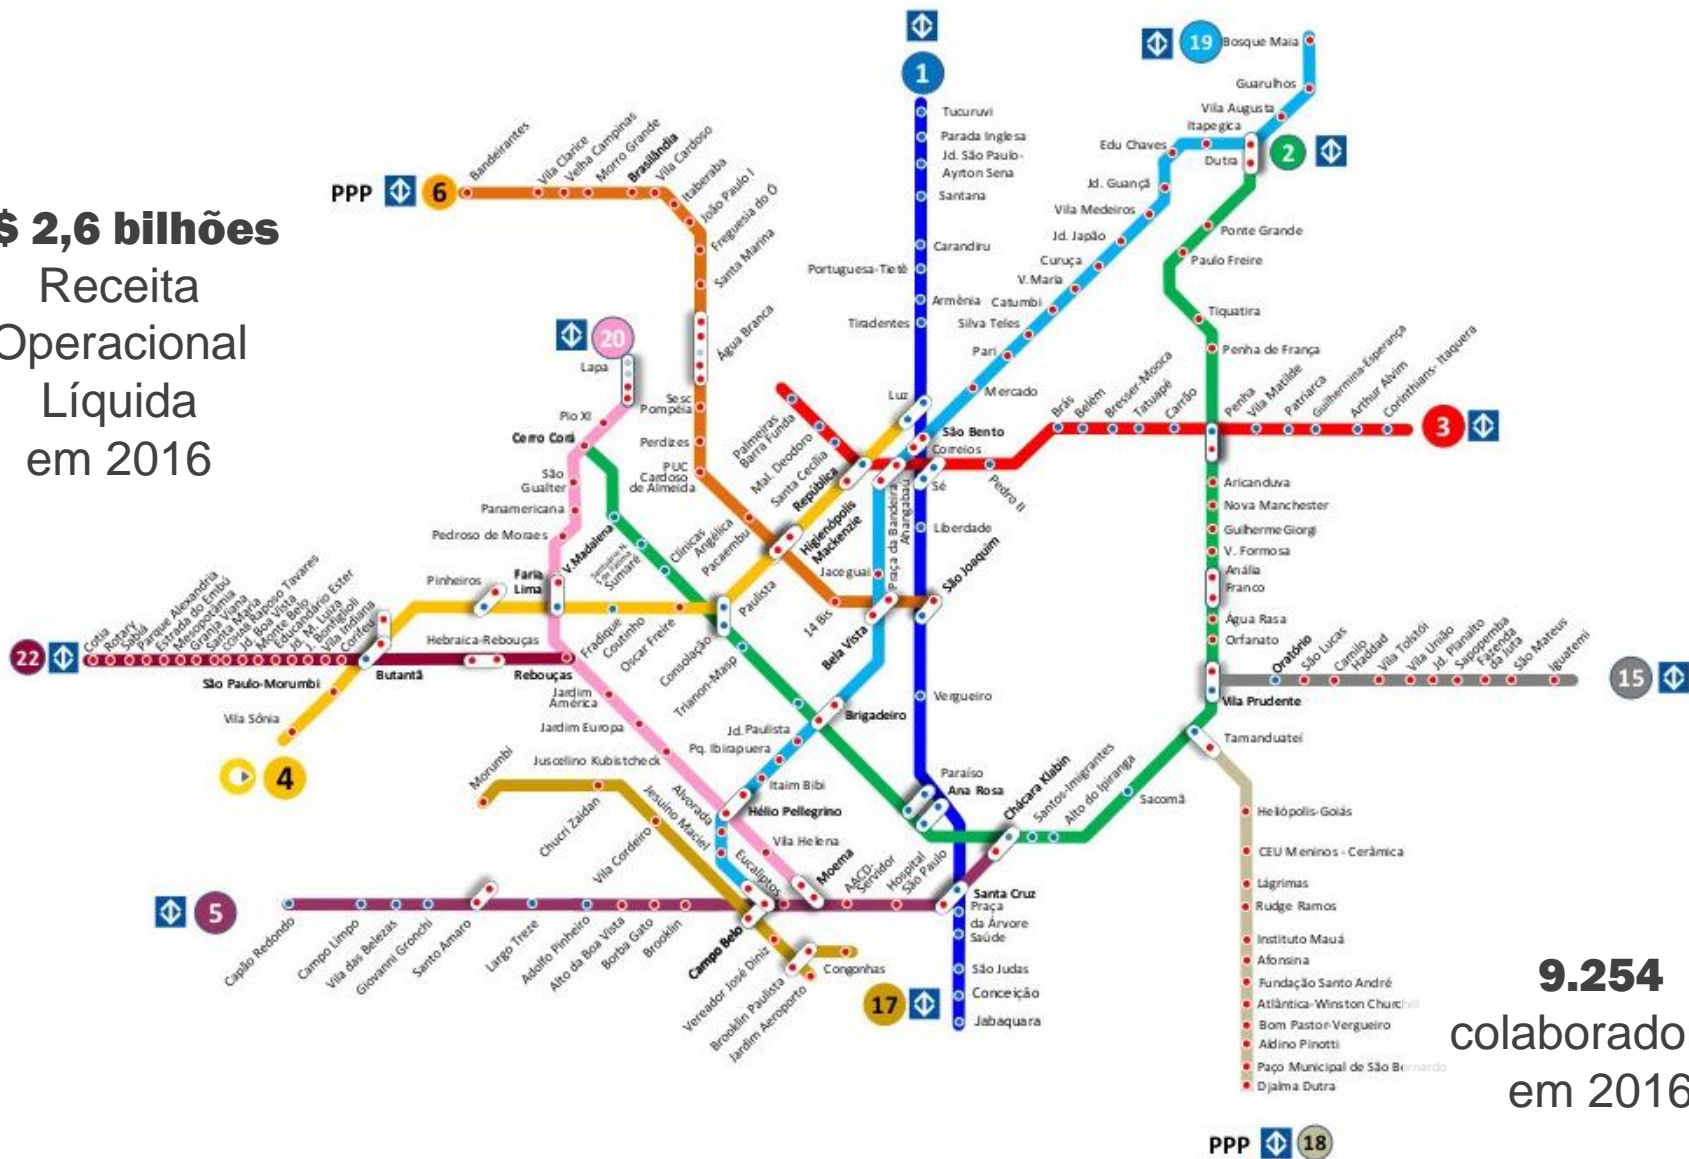 $ 2,6 bilhões
Receita
Operacional
Líquida
em 2016
PPP
6
Bandeirantes
Vila Clarice
Velha Campinas
Morro Grande
Brasilândia
Vila Cardoso
Itaberaba
João Paulo I
Freguesia do Ó
Santa Marina
Água Branca
Sesc
Pompéia
Perdizes
PUC
Cardoso
de Almeida
Angélica
Pacaembu
Higienópolis
Mackenzie
14 Bis
Bela Vista
São Joaquim
1
Tucuruvi
Parada Inglesa
Jd. São Paulo-
Ayrton Sena
Santana
Carandiru
Portuguesa-Tietê
Armênia
Tiradentes
Luz
São Bento
Correios
Sé
Liberdade
Vergueiro
Paraíso
Ana Rosa
Santa Cruz
Praça
da Árvore
Saúde
São Judas
Conceição
Jabaquara
19
Bosque Maia
Guarulhos
Vila Augusta
Itapegica
Dutra
Edu Chaves
Jd. Guançã
Vila Medeiros
Jd. Japão
Curuça
V.Maria
Catumbi
Silva Teles
Pari
Mercado
Praça da Bandeira
Anangabaú
Jaceguai
Brigadeiro
Jd. Paulista
Pq. Ibirapuera
Itaim Bibi
Hélio Pellegrino
2
Ponte Grande
Paulo Freire
Tiquatira
Penha de França
Penha
Aricanduva
Nova Manchester
Guilherme Giorgi
V. Formosa
Anália
Franco
Água Rasa
Orfanato
Vila Prudente
Tamanduateí
Sacomã
Alto do Ipiranga
Santos-Imigrantes
Chácara Klabin
Trianon-Masp
Consolação
Clínicas
Sumaré
V.Madalena
Cerro Corá
3
Palmeiras
Barra Funda
Mal. Deodoro
Santa Cecília
República
Pedro II
Brás
Belém
Bresser-Mooca
Tatuapé
Carrão
Vila Matilde
Patriarca
Guilhermina-Esperança
Arthur Alvim
Corinthians- Itaquera
20
Lapa
Pio XI
São
Gualter
Panamericana
Pedroso de Moraes
Faria
Lima
Rebouças
Jardim
América
Jardim Europa
Juscelino Kubistcheck
Alvorada
Vila Helena
Moema
22
Cotia
Rotary
Sabiá
Parque Alexandria
Estrada do Embú
Mesopotâmia
Granja Viana
Santa Maria
COHAB Raposo Tavares
Jd. Boa Vista
Monte Belo
Educandário Ester
Jd. M. Luiza
J. Bonfiglioli
Vila Indiana
Corifeu
Butantã
Hebraica-Rebouças
4
Vila Sônia
São Paulo-Morumbi
Pinheiros
Fradique
Coutinho
Oscar Freire
Paulista
15
Oratório
São Lucas
Camilo
Haddad
Vila Tolstói
Vila União
Jd. Planalto
Sapopemba
Fazenda
da Juta
São Mateus
Iguatemi
5
Capão Redondo
Campo Limpo
Vila das Belezas
Giovanni Gronchi
Santo Amaro
Largo Treze
Adolfo Pinheiro
Alto da Boa Vista
Borba Gato
Brooklin
Campo Belo
Eucaliptos
AACD-
Servidor
Hospital
São Paulo
17
Morumbi
Chucri Zaidan
Vila Cordeiro
Jesuíno Maciel
Vereador José Diniz
Brooklin Paulista
Jardim Aeroporto
Congonhas
Heliópolis-Goiás
CEU Meninos - Cerâmica
Lágrimas
Rudge Ramos
Instituto Mauá
Afonsina
Fundação Santo André
Atlântica-Winston Churchill
Bom Pastor-Vergueiro
Aldino Pinotti
Paço Municipal de São Bernardo
Djalma Dutra
PPP
18
9.254
colaborado
em 2016